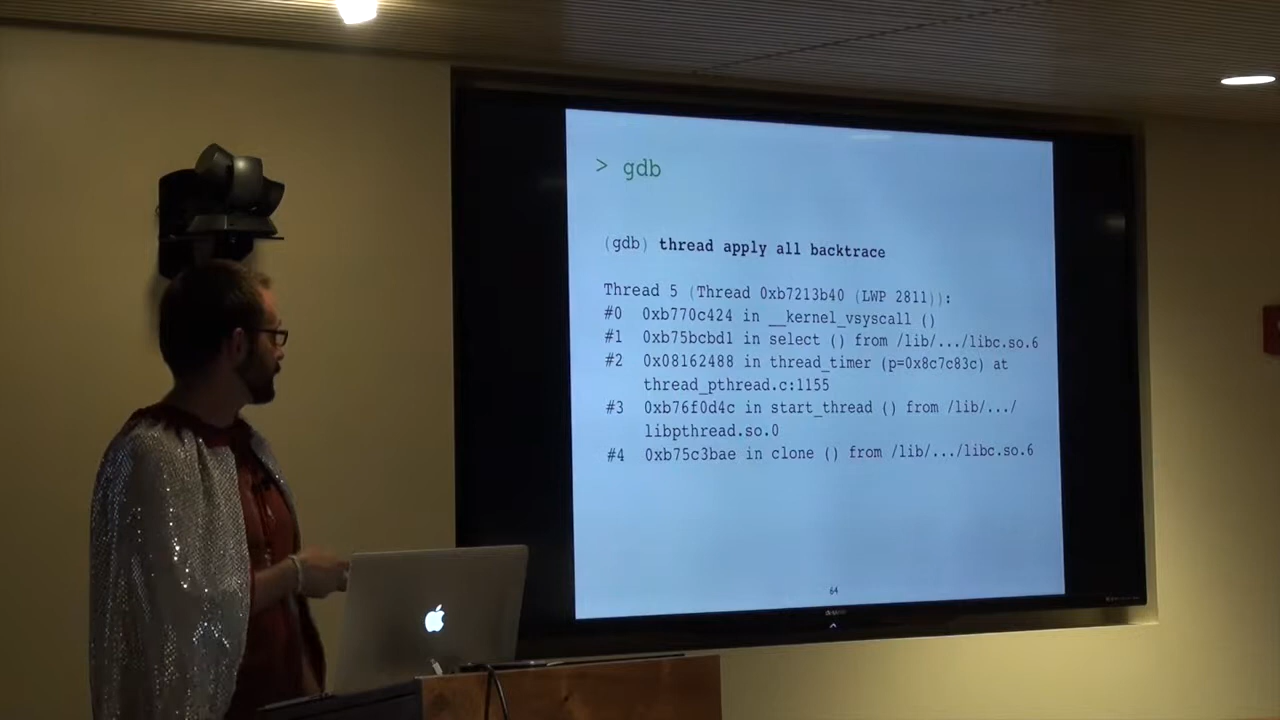 > gdb
(gdb) thread apply all backtrace
Thread 5 (Thread 0xb7213b40 (LWP 2811)):
#0 0xb770c424 in __kernel_vsyscall ()
#1 0xb75bcbd1 in select () from /lib/.../libc.so.6
#2 0x08162488 in thread_timer (p=0x8c7c83c) at
thread_pthread.c:1155
#3 0xb76f0d4c in start_thread () from /lib/.../
libpthread.so.0
#4 0xb75c3bae in clone () from /lib/.../libc.so.6
64